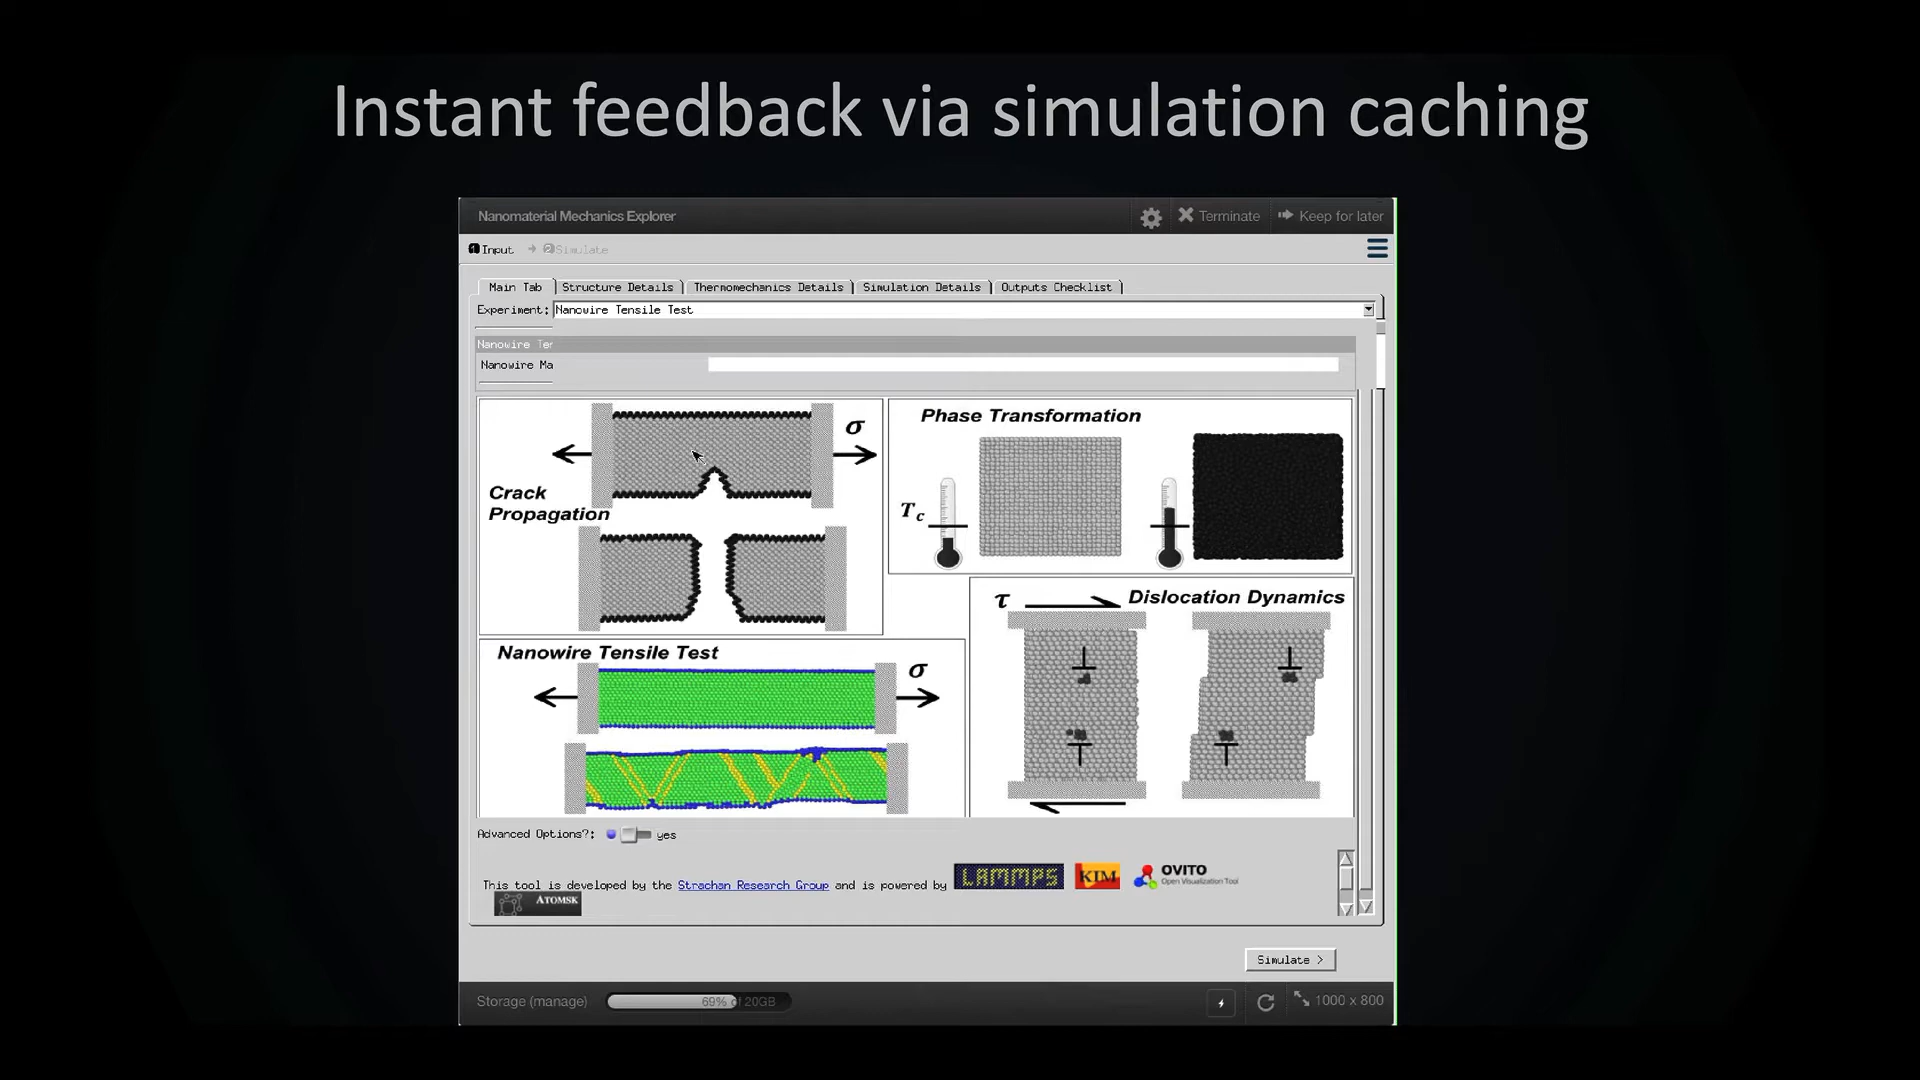 Instant feedback via simulation caching
Nanomaterial Mechanics Explorer
Terminate
Keep for later
1 Input
2 Simulate
Main Tab
Structure Details
Thermomechanics Details
Simulation Details
Outputs Checklist
Experiment: Nanowire Tensile Test
Nanowire Ter
Nanowire Ma
σ
Crack
Propagation
Phase Transformation
Tc
Nanowire Tensile Test
σ
τ
Dislocation Dynamics
Advanced Options?: yes
This tool is developed by the Strachan Research Group and is powered by
LAMMPS
KIM
OVITO
Open Visualization Tool
ATOMSK
Simulate >
Storage (manage)
69% of 20GB
1000 x 800